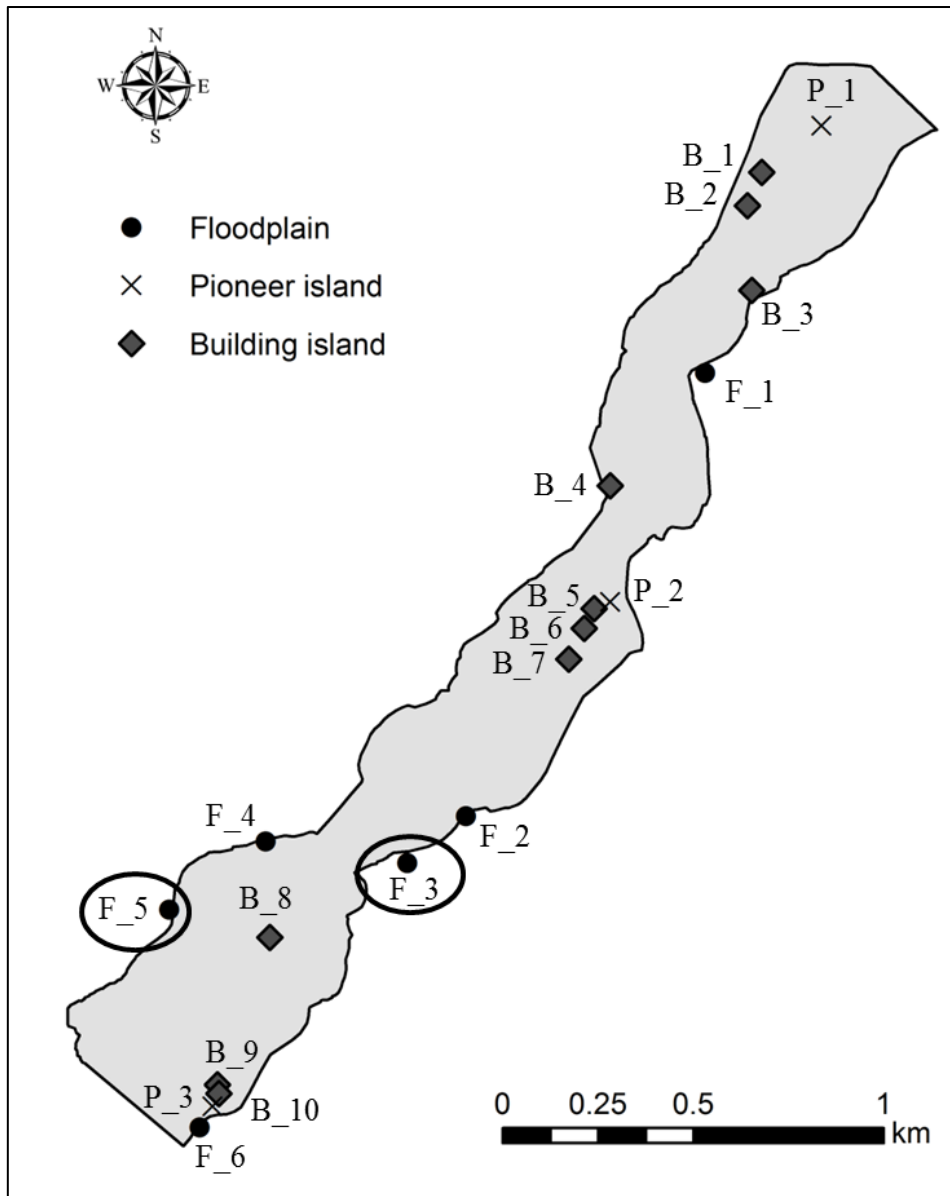 N
W E
S
P_1
B_1
B_2
Floodplain
Pioneer island
B_3
Building island
F_1
B_4
B_5
P_2
B_6
B_7
F_4
F_2
F_3
B_8
F_5
B_9
P_3
B_10
F_6
0 0.25 0.5 1
km